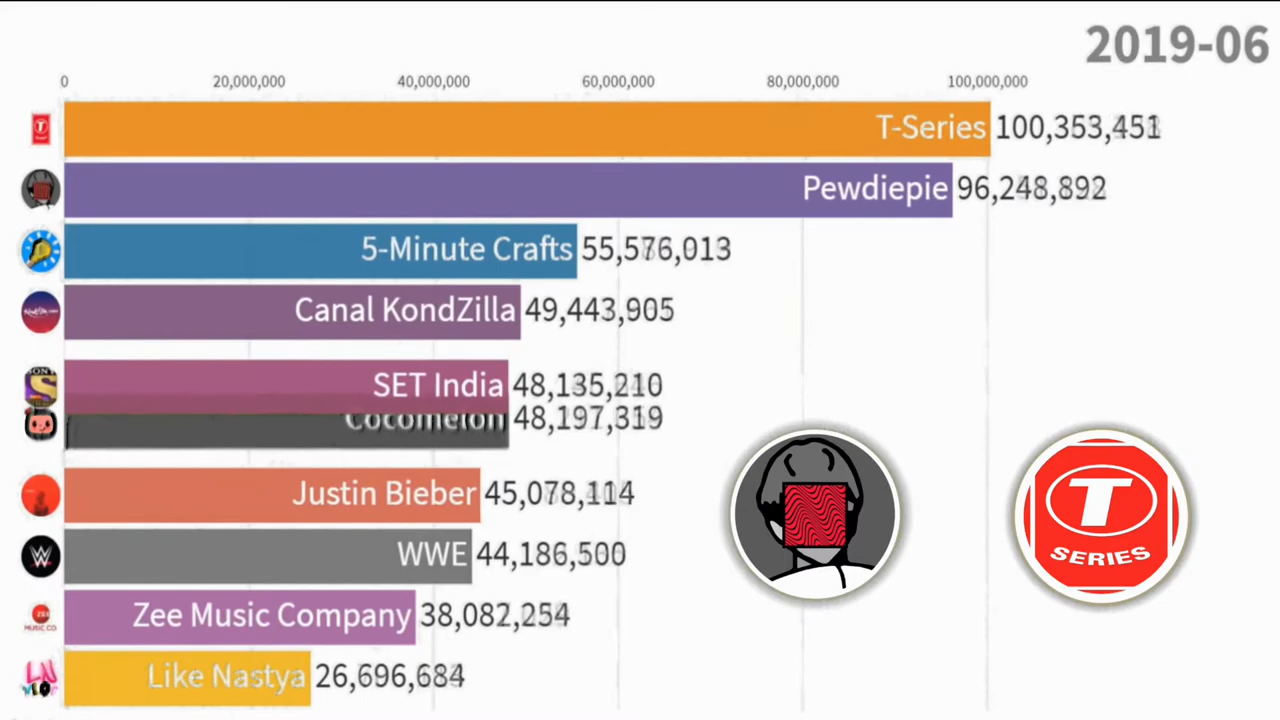 2019-06
0 20,000,000 40,000,000 60,000,000 80,000,000 100,000,000
T-Series 100,353,451
Pewdiepie 96,248,892
5-Minute Crafts 55,576,013
Canal KondZilla 49,443,905
SET India 48,135,210
Cocomelon 48,197,319
Justin Bieber 45,078,114
WWE 44,186,500
Zee Music Company 38,082,254
Like Nastya 26,696,684
T
SERIES